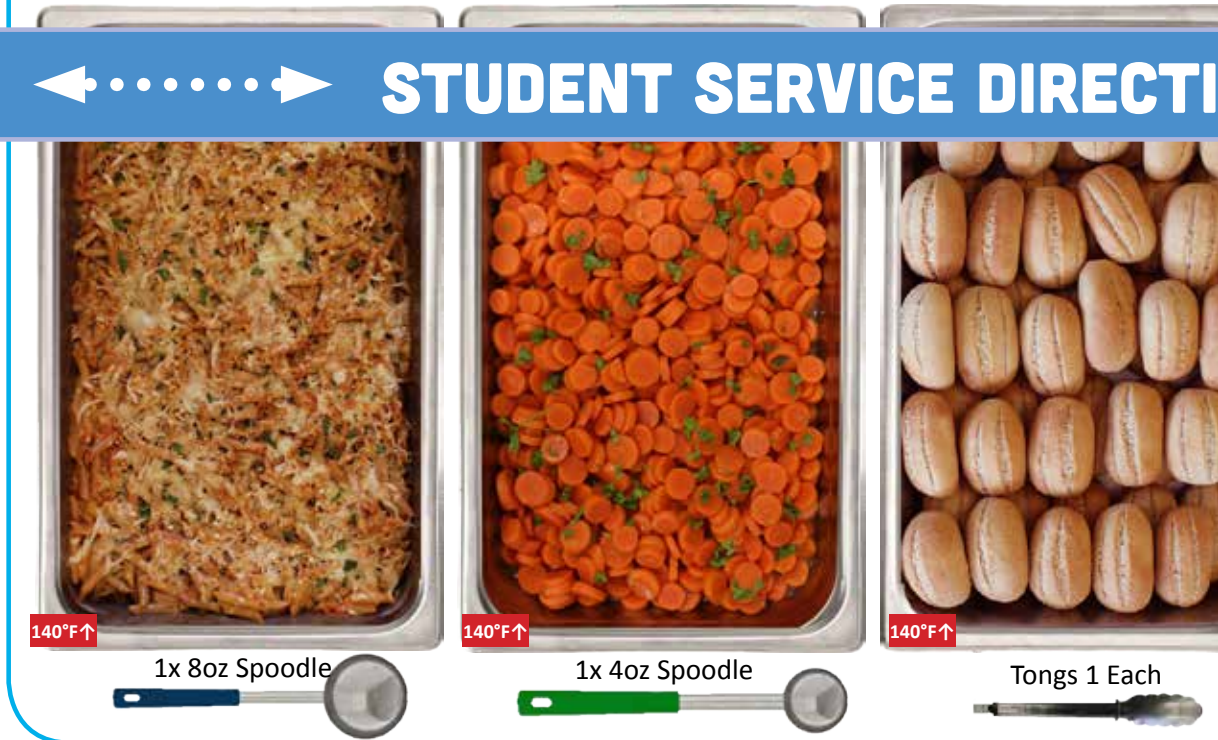 STUDENT SERVICE DIRECTI
140°F↑
140°F↑
140°F↑
1x 8oz Spoodle
1x 4oz Spoodle
Tongs 1 Each